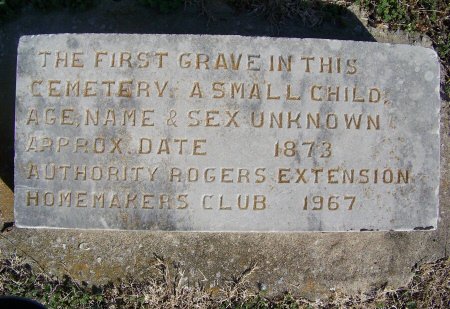 THE FIRST GRAVE IN THIS
CEMETERY A SMALL CHILD,
AGE, NAME & SEX UNKNOWN
APPROX. DATE 1873
AUTHORITY ROGERS EXTENSION
HOMEMAKERS CLUB 1967